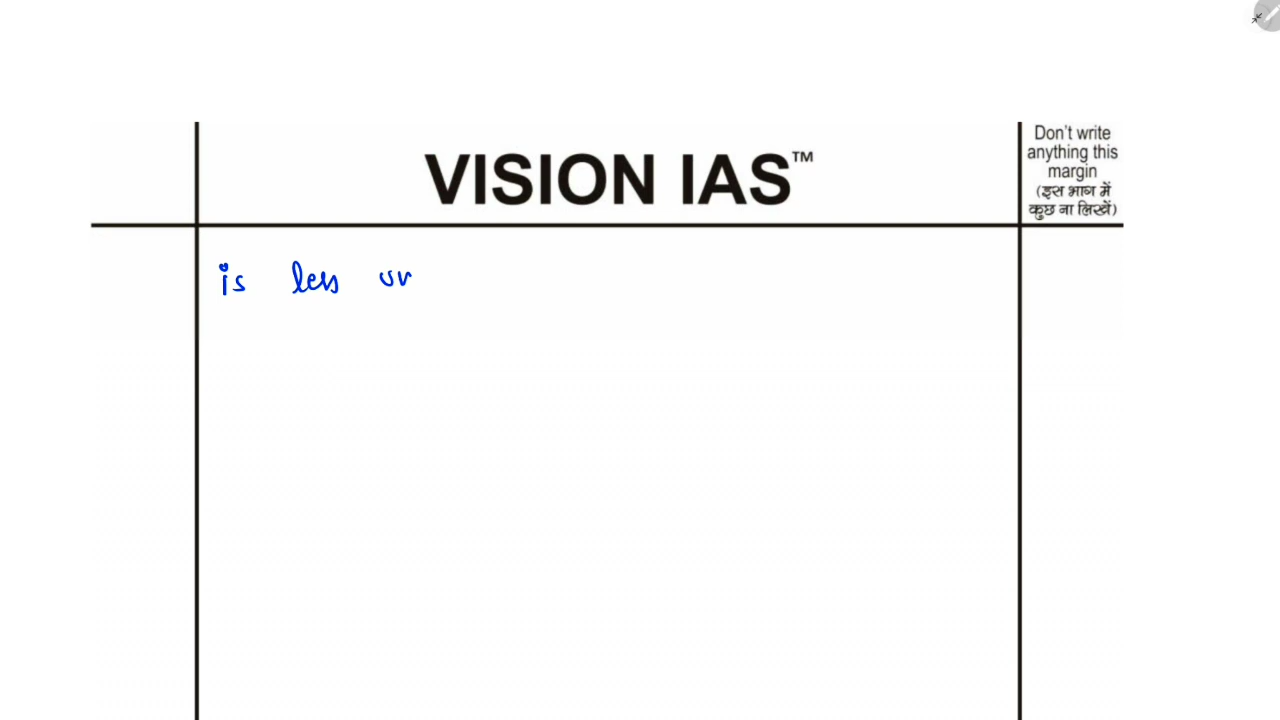 VISION IAS™
Don't write
anything this
margin
(इस भाग में
कुछ ना लिखें)
is less